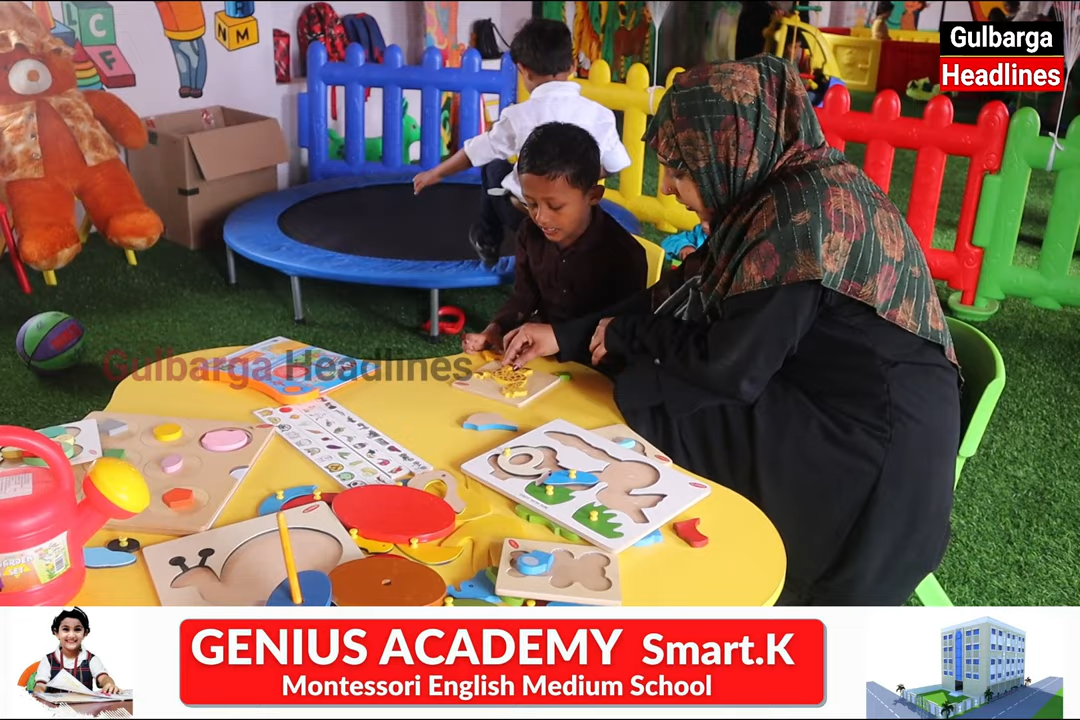 C
N M
Gulbarga
Headlines
Gulbarga Headlines
GENIUS ACADEMY Smart.K
Montessori English Medium School